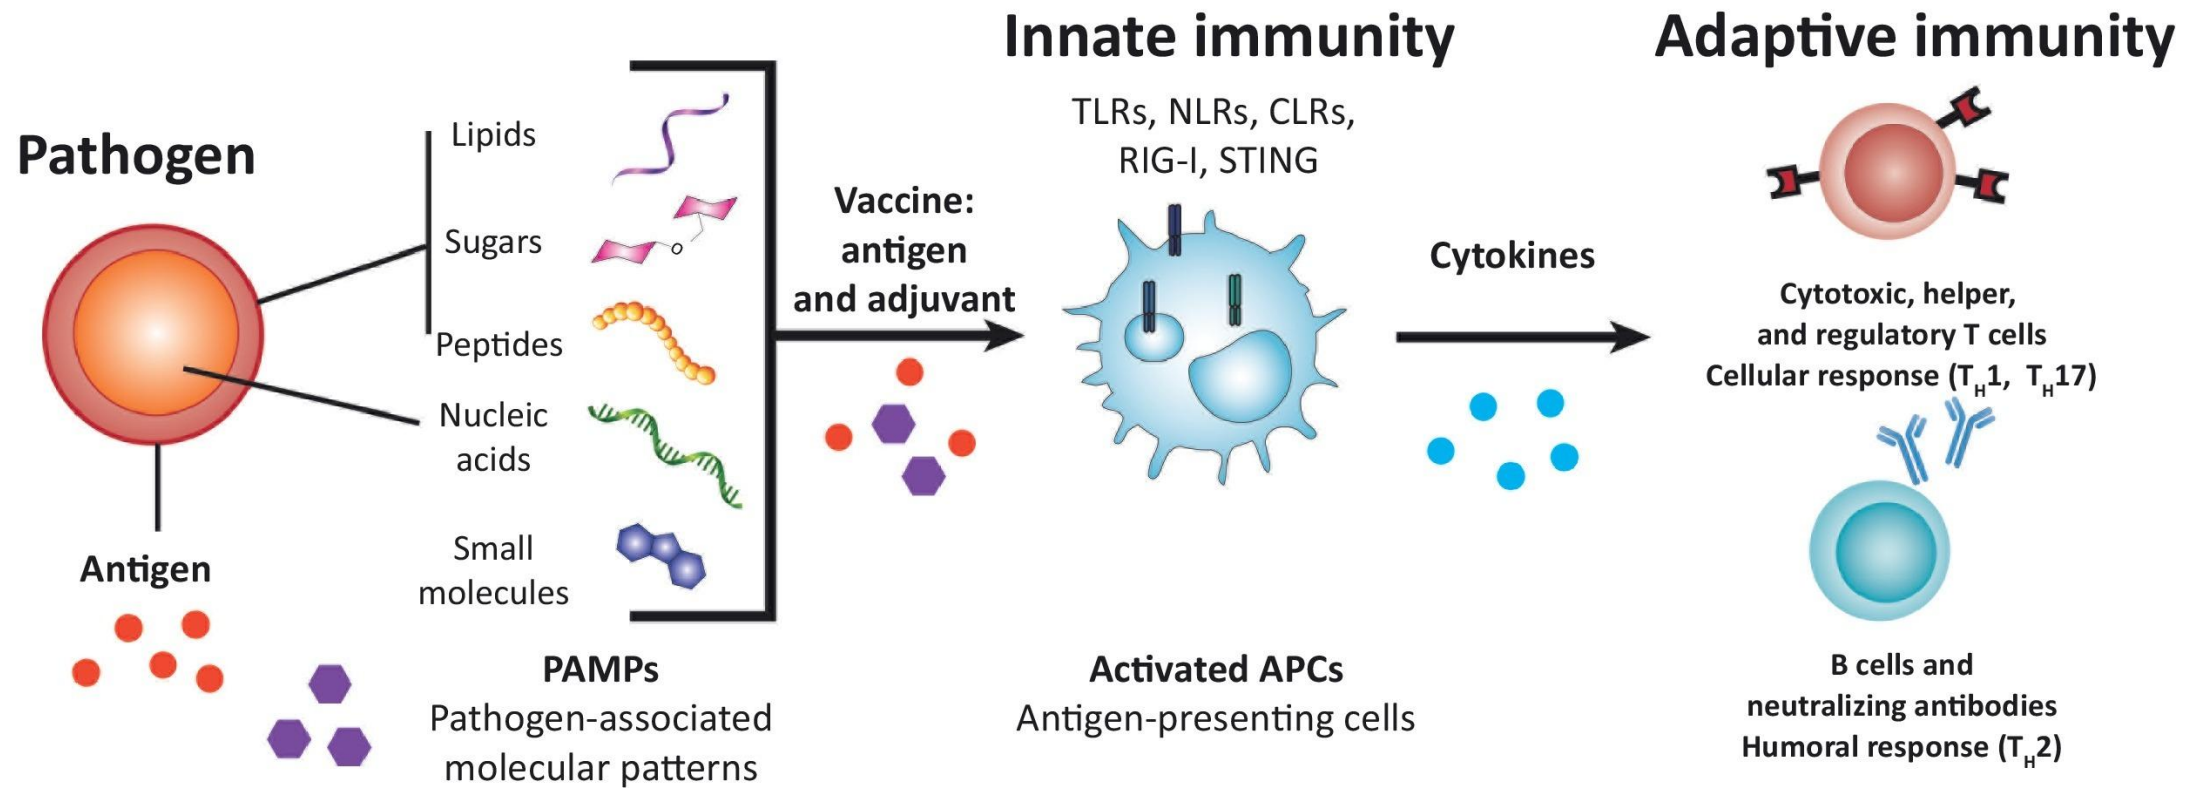 Pathogen
Antigen
Lipids
Sugars
Peptides
Nucleic
acids
Small
molecules
PAMPs
Pathogen-associated
molecular patterns
Vaccine:
antigen
and adjuvant
Innate immunity
TLRs, NLRs, CLRs,
RIG-I, STING
Activated APCs
Antigen-presenting cells
Cytokines
Adaptive immunity
Cytotoxic, helper,
and regulatory T cells
Cellular response (TH1, TH17)
B cells and
neutralizing antibodies
Humoral response (TH2)
O